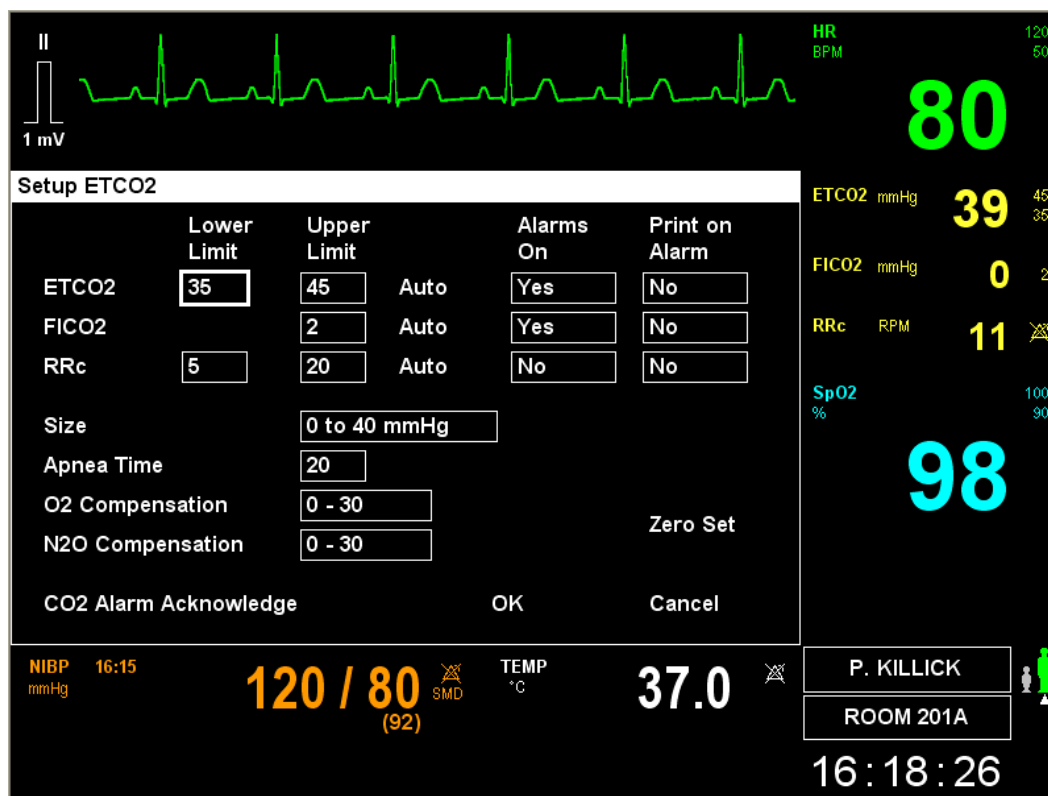 II
1 mV
HR 120
BPM 50
80
Setup ETCO2
Lower Upper Alarms Print on
Limit Limit On Alarm
ETCO2 35 45 Auto Yes No
FICO2 2 Auto Yes No
RRc 5 20 Auto No No
Size 0 to 40 mmHg
Apnea Time 20
O2 Compensation 0 - 30
N2O Compensation 0 - 30
Zero Set
CO2 Alarm Acknowledge OK Cancel
ETCO2 mmHg 39 45
35
FICO2 mmHg 0 2
RRc RPM 11
SpO2 100
% 90
98
NIBP 16:15
mmHg
120 / 80 SMD
(92)
TEMP
°C
37.0
P. KILLICK
ROOM 201A
16:18:26